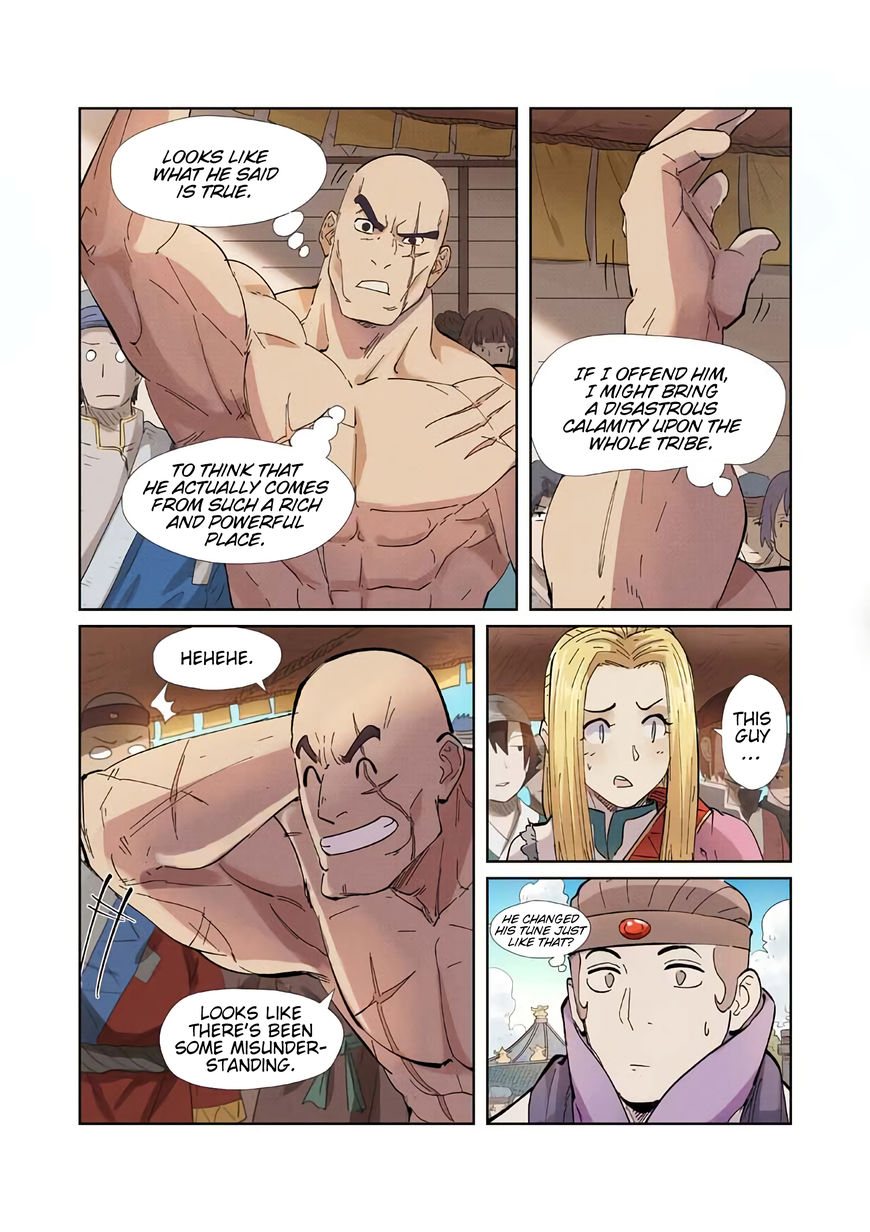 LOOKS LIKE
WHAT HE SAID
IS TRUE.
TO THINK THAT
HE ACTUALLY COMES
FROM SUCH A RICH
AND POWERFUL
PLACE.
IF I OFFEND HIM,
I MIGHT BRING
A DISASTROUS
CALAMITY UPON THE
WHOLE TRIBE.
HEHEHE.
LOOKS LIKE
THERE'S BEEN
SOME MISUNDER-
STANDING.
THIS
GUY
...
HE CHANGED
HIS TUNE JUST
LIKE THAT?